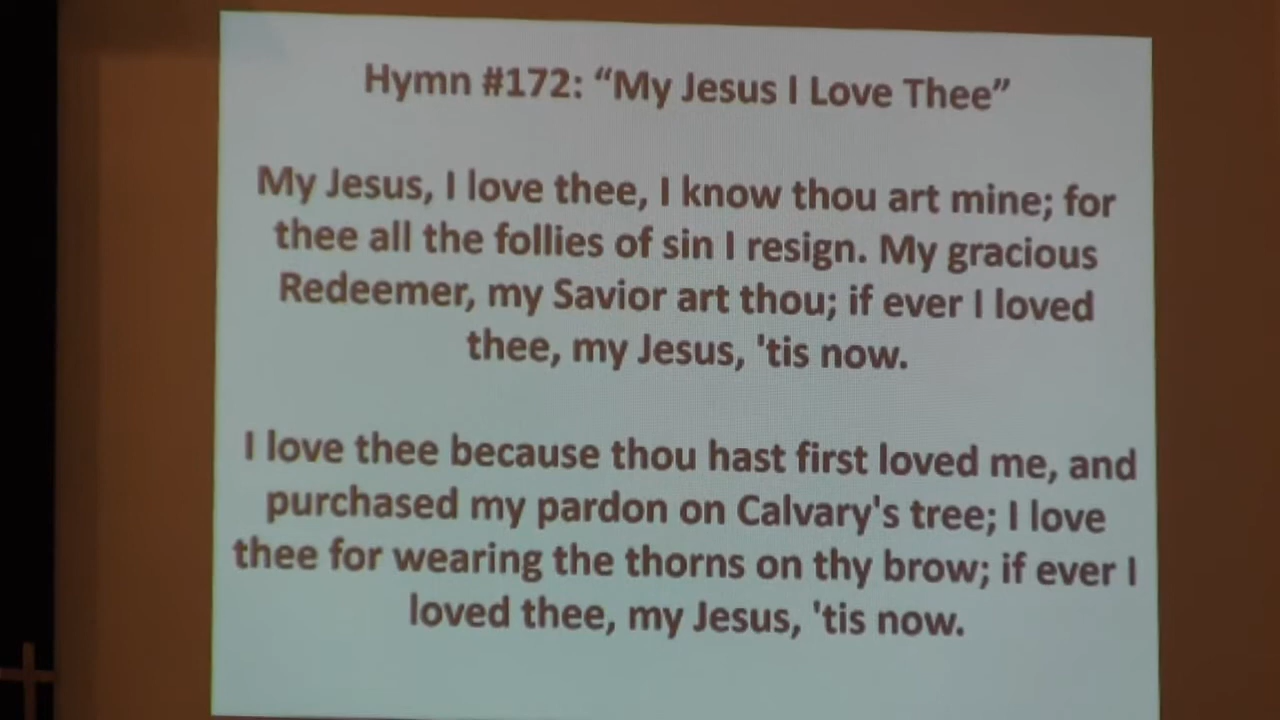 Hymn #172: “My Jesus I Love Thee”
My Jesus, I love thee, I know thou art mine; for
thee all the follies of sin I resign. My gracious
Redeemer, my Savior art thou; if ever I loved
thee, my Jesus, 'tis now.
I love thee because thou hast first loved me, and
purchased my pardon on Calvary's tree; I love
thee for wearing the thorns on thy brow; if ever I
loved thee, my Jesus, 'tis now.